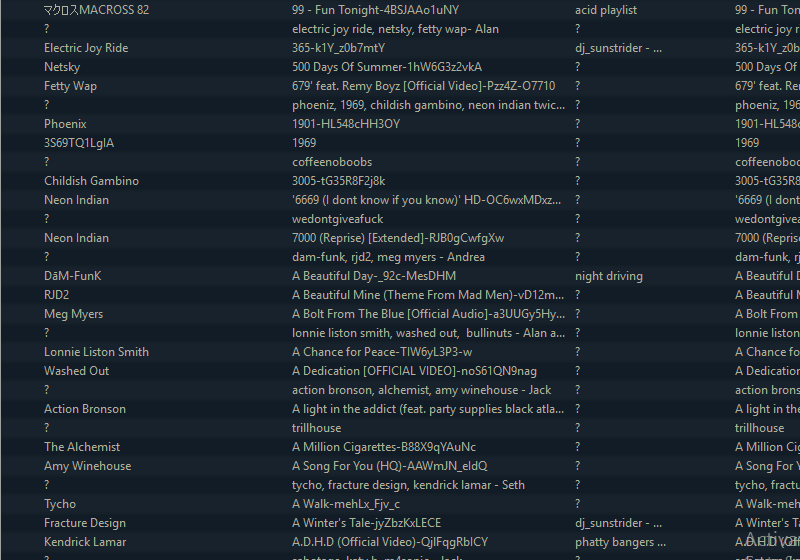 マクロスMACROSS 82 99 - Fun Tonight-4BSJAAo1uNY acid playlist 99 - Fun Tonigh
? electric joy ride, netsky, fetty wap- Alan ? electric joy r
Electric Joy Ride 365-k1Y_z0b7mtY dj_sunstrider - ... 365-k1Y_z0b7
Netsky 500 Days Of Summer-1hW6G3z2vkA ? 500 Days Of
Fetty Wap 679' feat. Remy Boyz [Official Video]-Pzz4Z-O7710 ? 679' feat. Rem
? phoeniz, 1969, childish gambino, neon indian twic... ? phoeniz, 196
Phoenix 1901-HL548cHH3OY ? 1901-HL548c
3S69TQ1LgIA 1969 ? 1969
? coffeenoboobs ? coffeenoboo
Childish Gambino 3005-tG35R8F2j8k ? 3005-tG35R8
Neon Indian '6669 (I dont know if you know)' HD-OC6wxMDxz... ? '6669 (I dont
? wedontgiveafuck ? wedontgivea
Neon Indian 7000 (Reprise) [Extended]-RJB0gCwfgXw ? 7000 (Reprise
? dam-funk, rjd2, meg myers - Andrea ? dam-funk, rj
DâM-FunK A Beautiful Day-_92c-MesDHM night driving A Beautiful D
RJD2 A Beautiful Mine (Theme From Mad Men)-vD12m... ? A Beautiful M
Meg Myers A Bolt From The Blue [Official Audio]-a3UUGy5Hy... ? A Bolt From T
? lonnie liston smith, washed out, bullinuts - Alan a... ? lonnie liston
Lonnie Liston Smith A Chance for Peace-TIW6yL3P3-w ? A Chance for
Washed Out A Dedication [OFFICIAL VIDEO]-noS61QN9nag ? A Dedication
? action bronson, alchemist, amy winehouse - Jack ? action brons
Action Bronson A light in the addict (feat. party supplies black atla... ? A light in the
? trillhouse ? trillhouse
The Alchemist A Million Cigarettes-B88X9qYAuNc ? A Million Cig
Amy Winehouse A Song For You (HQ)-AAWmJN_eIdQ ? A Song For Y
? tycho, fracture design, kendrick lamar - Seth ? tycho, fractu
Tycho A Walk-mehLx_Fjv_c ? A Walk-meh
Fracture Design A Winter's Tale-jyZbzKxLECE dj_sunstrider - ... A Winter's Ta
Kendrick Lamar A.D.H.D (Official Video)-QjlFqgRbICY phatty bangers ... A.D.H.D (Offi